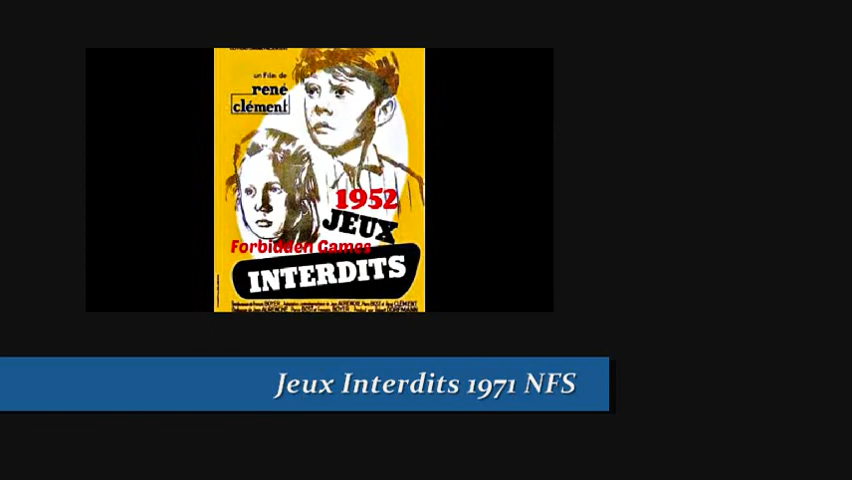 un Film de
rené
clément
1952
JEUX
Forbidden Games
INTERDITS
Jeux Interdits 1971 NFS